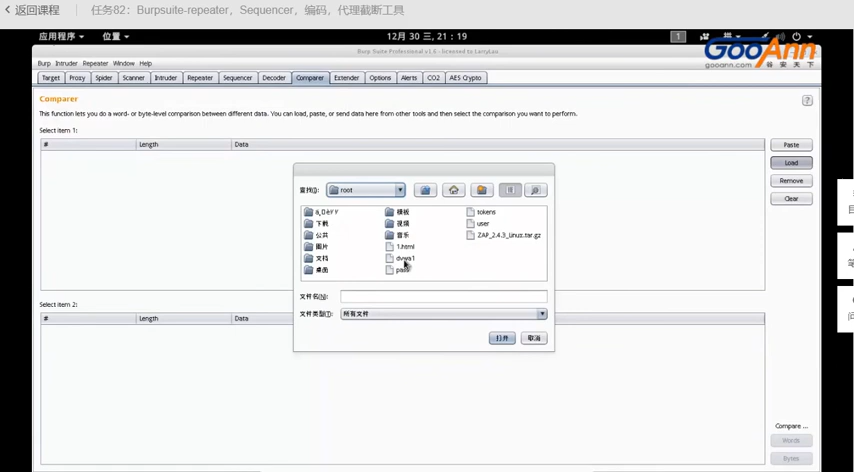 返回课程 任务82：Burpsuite-repeater，Sequencer，编码，代理截断工具
应用程序 位置 12月 30 三, 21：19 1
Burp Suite Professional v1.6 - licensed to LarryLau
GooAnn
gooann.com 谷安天下
Burp Intruder Repeater Window Help
Target Proxy Spider Scanner Intruder Repeater Sequencer Decoder Comparer Extender Options Alerts CO2 AES Crypto
Comparer
?
This function lets you do a word- or byte-level comparison between different data. You can load, paste, or send data here from other tools and then select the comparison you want to perform.
Select item 1:
# Length Data
Paste
Load
Remove
Clear
查找(I): root
下载
公共
图片
文档
桌面
模板
视频
音乐
1.html
dvwa1
pass
tokens
user
ZAP_2.4.3_Linux.tar.gz
文件名(N):
文件类型(T): 所有文件
打开 取消
Select item 2:
# Length Data
Compare ...
Words
Bytes
目
笔
问